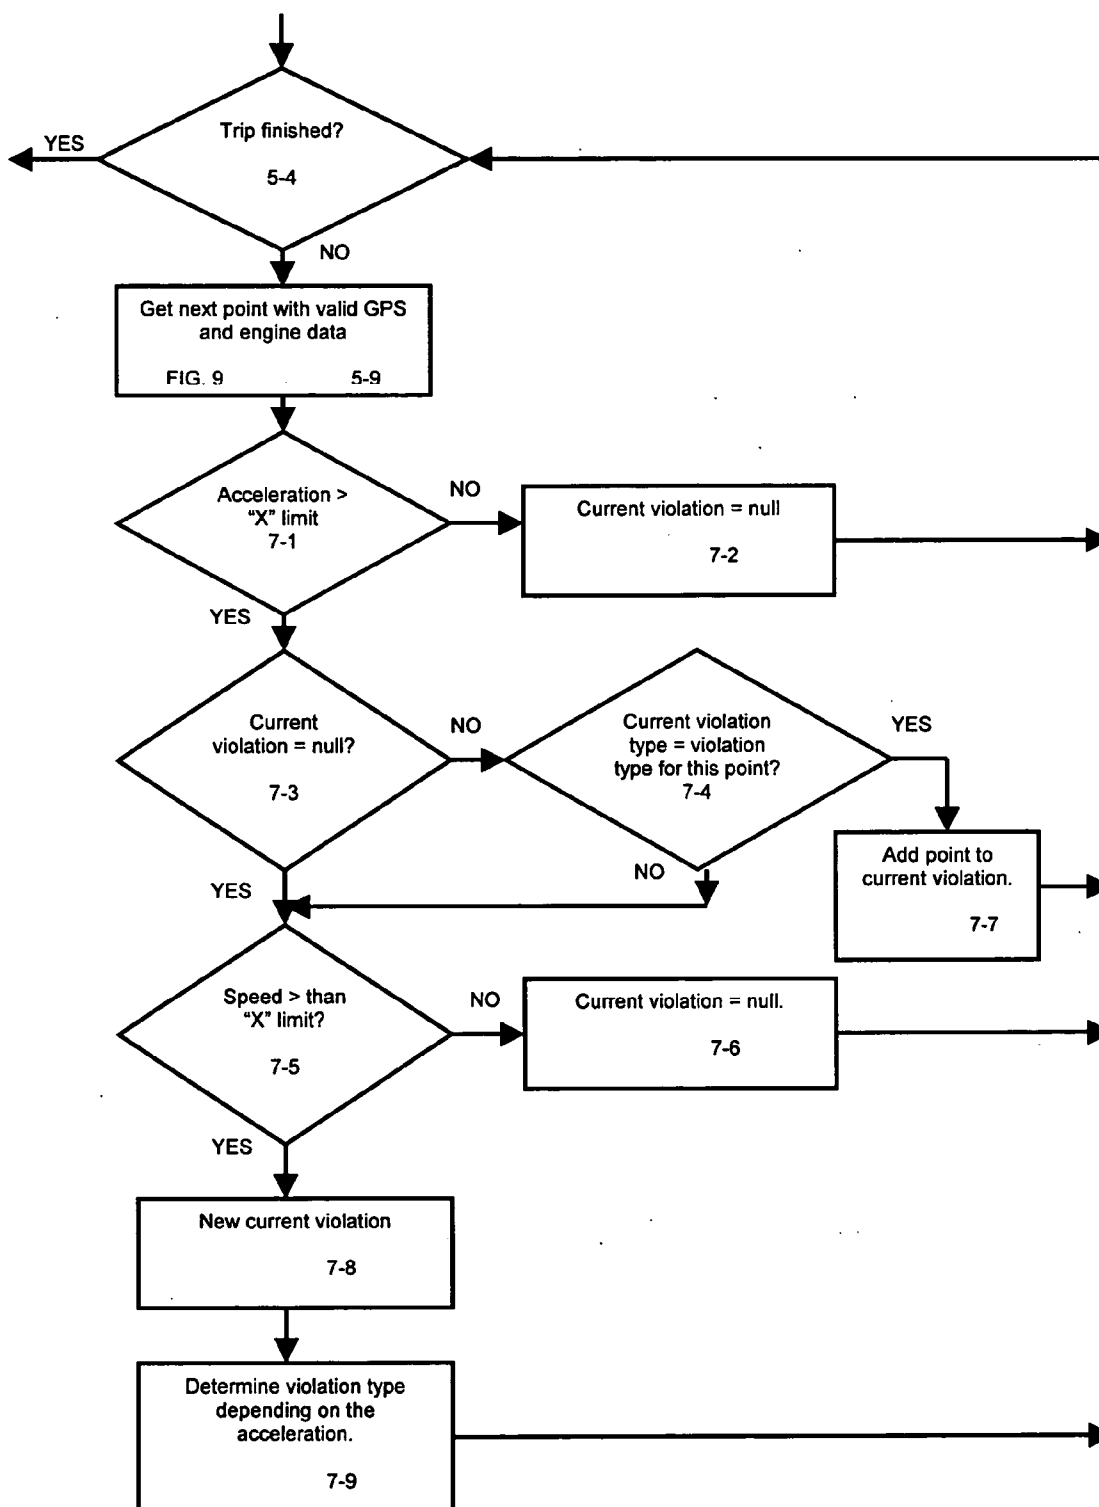 Trip finished?
YES
5-4
NO
Get next point with valid GPS
and engine data
FIG. 9 5-9
Acceleration >
"X" limit
7-1
NO
Current violation = null
7-2
YES
Current
violation = null?
7-3
NO
Current violation
type = violation
type for this point?
7-4
YES
Add point to
current violation.
7-7
NO
YES
Speed > than
"X" limit?
7-5
NO
Current violation = null.
7-6
YES
New current violation
7-8
Determine violation type
depending on the
acceleration.
7-9